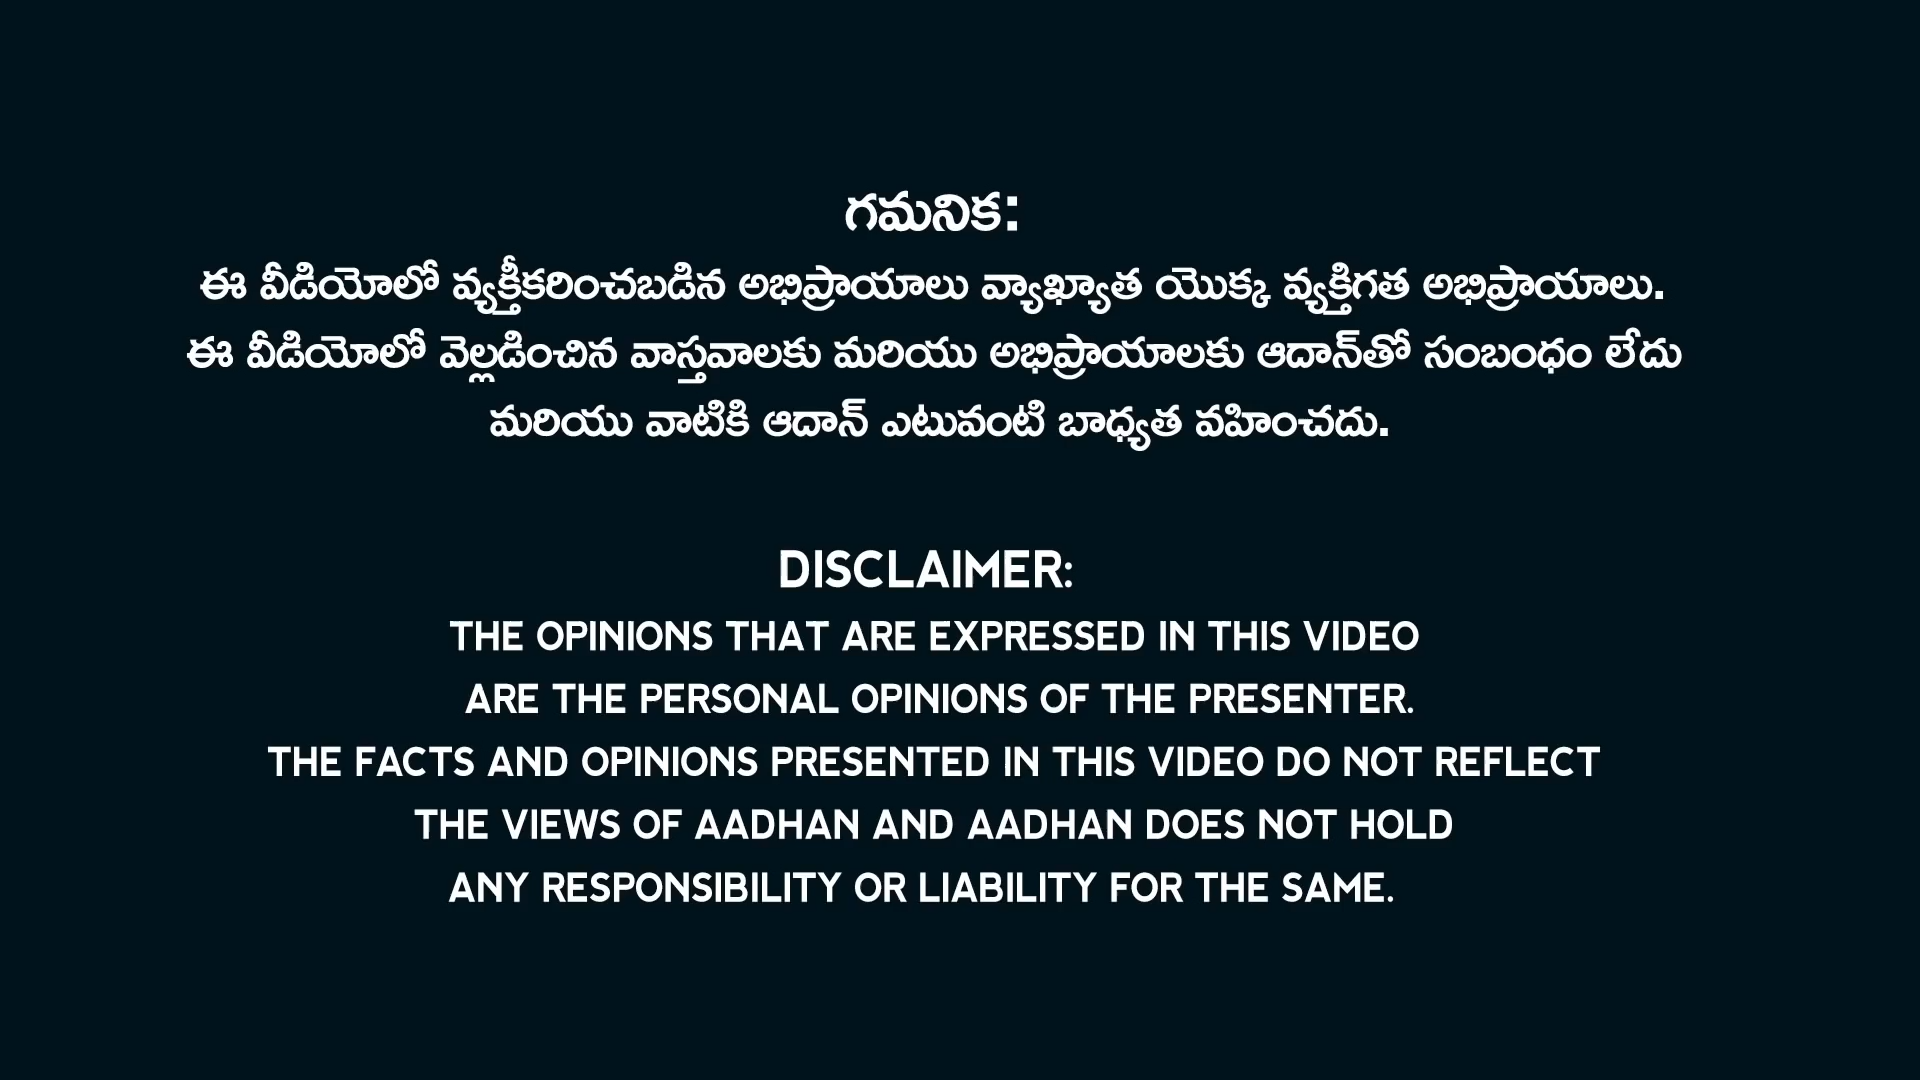 గమనిక:
ఈ వీడియోలో వ్యక్తీకరించబడిన అభిప్రాయాలు వ్యాఖ్యాత యొక్క వ్యక్తిగత అభిప్రాయాలు.
ఈ వీడియోలో వెల్లడించిన వాస్తవాలకు మరియు అభిప్రాయాలకు ఆదాన్‌తో సంబంధం లేదు
మరియు వాటికి ఆదాన్ ఎటువంటి బాధ్యత వహించదు.
DISCLAIMER:
THE OPINIONS THAT ARE EXPRESSED IN THIS VIDEO
ARE THE PERSONAL OPINIONS OF THE PRESENTER.
THE FACTS AND OPINIONS PRESENTED IN THIS VIDEO DO NOT REFLECT
THE VIEWS OF AADHAN AND AADHAN DOES NOT HOLD
ANY RESPONSIBILITY OR LIABILITY FOR THE SAME.